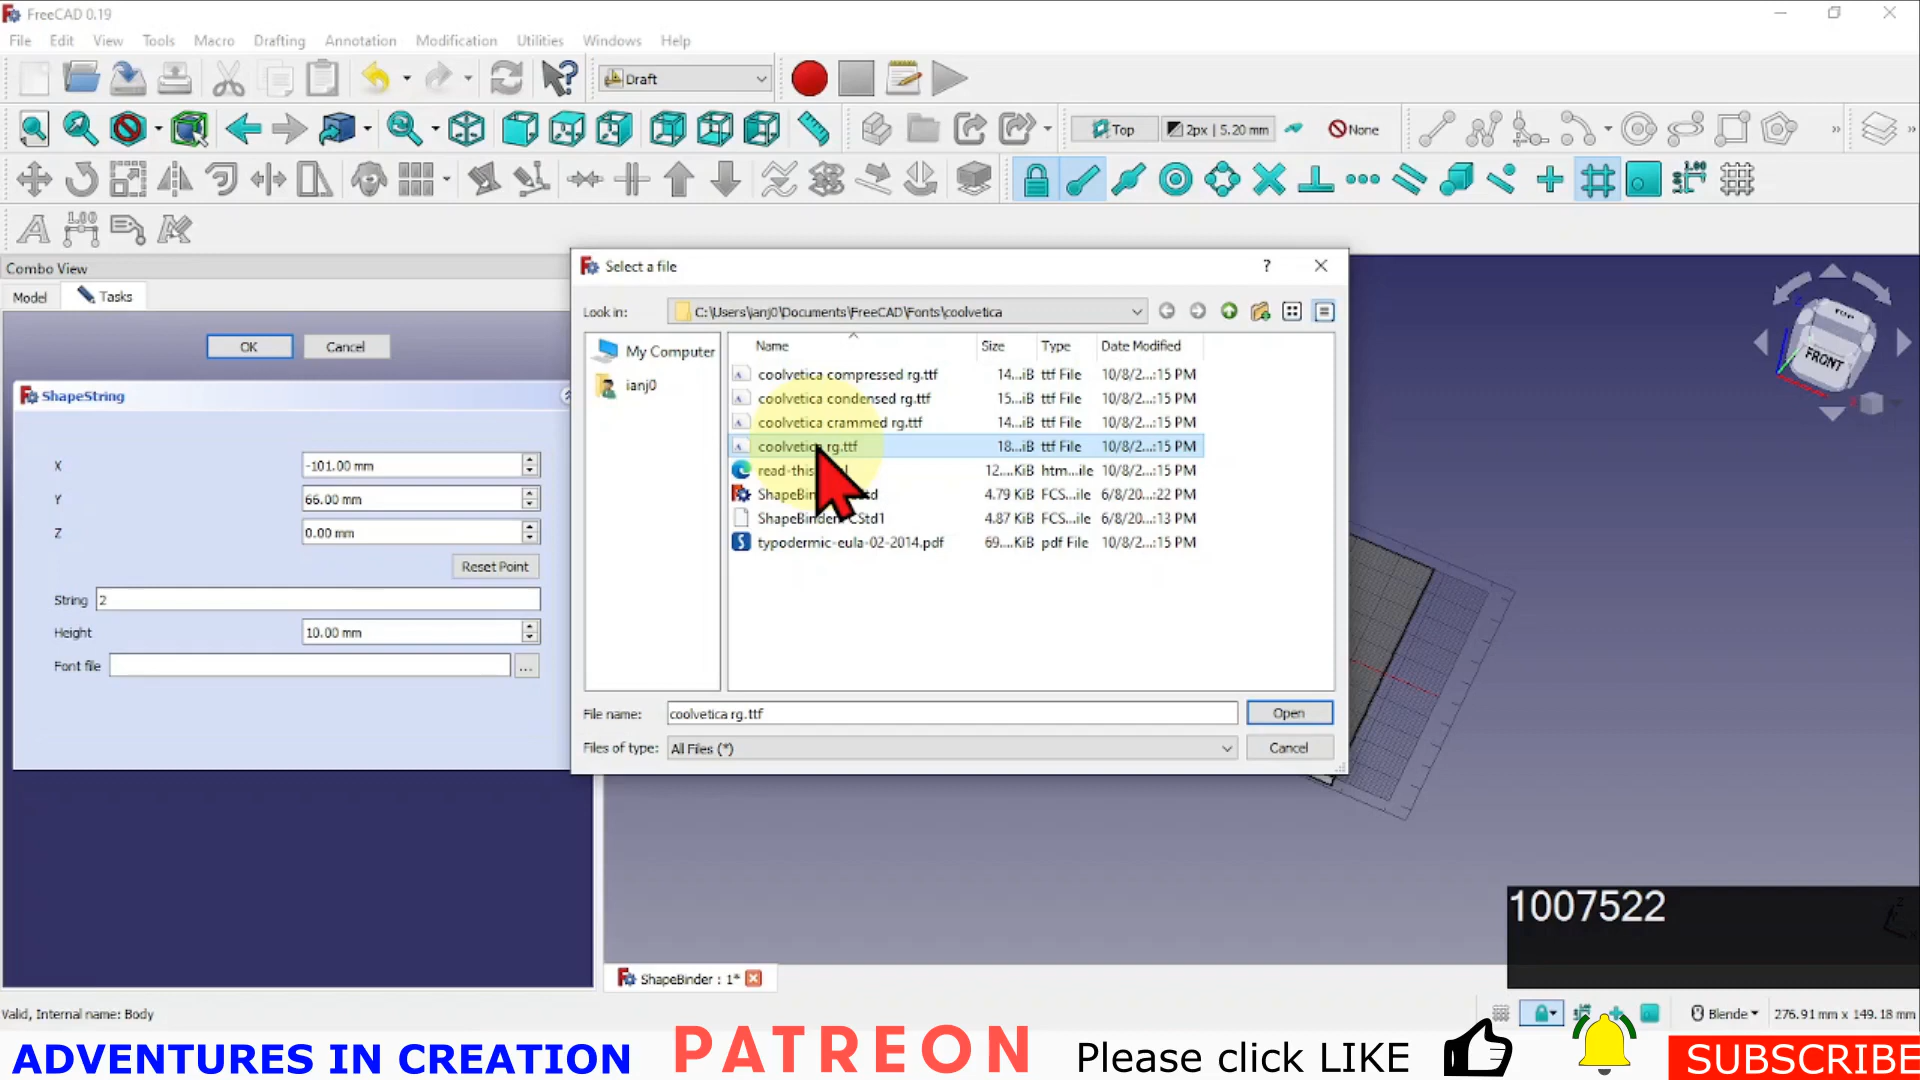 FreeCAD 0.19
File Edit View Tools Macro Drafting Annotation Modification Utilities Windows Help
Draft
Top 2px | 5.20 mm None
Combo View
Model Tasks
OK Cancel
ShapeString
X -101.00 mm
Y 66.00 mm
Z 0.00 mm
Reset Point
String 2
Height 10.00 mm
Font file ...
Select a file ?
Look in: C:\Users\ianj0\Documents\FreeCAD\Fonts\coolvetica
My Computer
ianj0
Name Size Type Date Modified
coolvetica compressed rg.ttf 14...iB ttf File 10/8/2...:15 PM
coolvetica condensed rg.ttf 15...iB ttf File 10/8/2...:15 PM
coolvetica crammed rg.ttf 14...iB ttf File 10/8/2...:15 PM
coolvetica rg.ttf 18...iB ttf File 10/8/2...:15 PM
12....KiB htm...ile 10/8/2...:15 PM
4.79 KiB FCS...ile 6/8/20...:22 PM
4.87 KiB FCS...ile 6/8/20...:13 PM
typodermic-eula-02-2014.pdf 69....KiB pdf File 10/8/2...:15 PM
File name: coolvetica rg.ttf Open
Files of type: All Files (*) Cancel
TOP
FRONT
1007522
ShapeBinder : 1*
Valid, Internal name: Body
Blende 276.91 mm x 149.18 mm
ADVENTURES IN CREATION PATREON Please click LIKE SUBSCRIBE